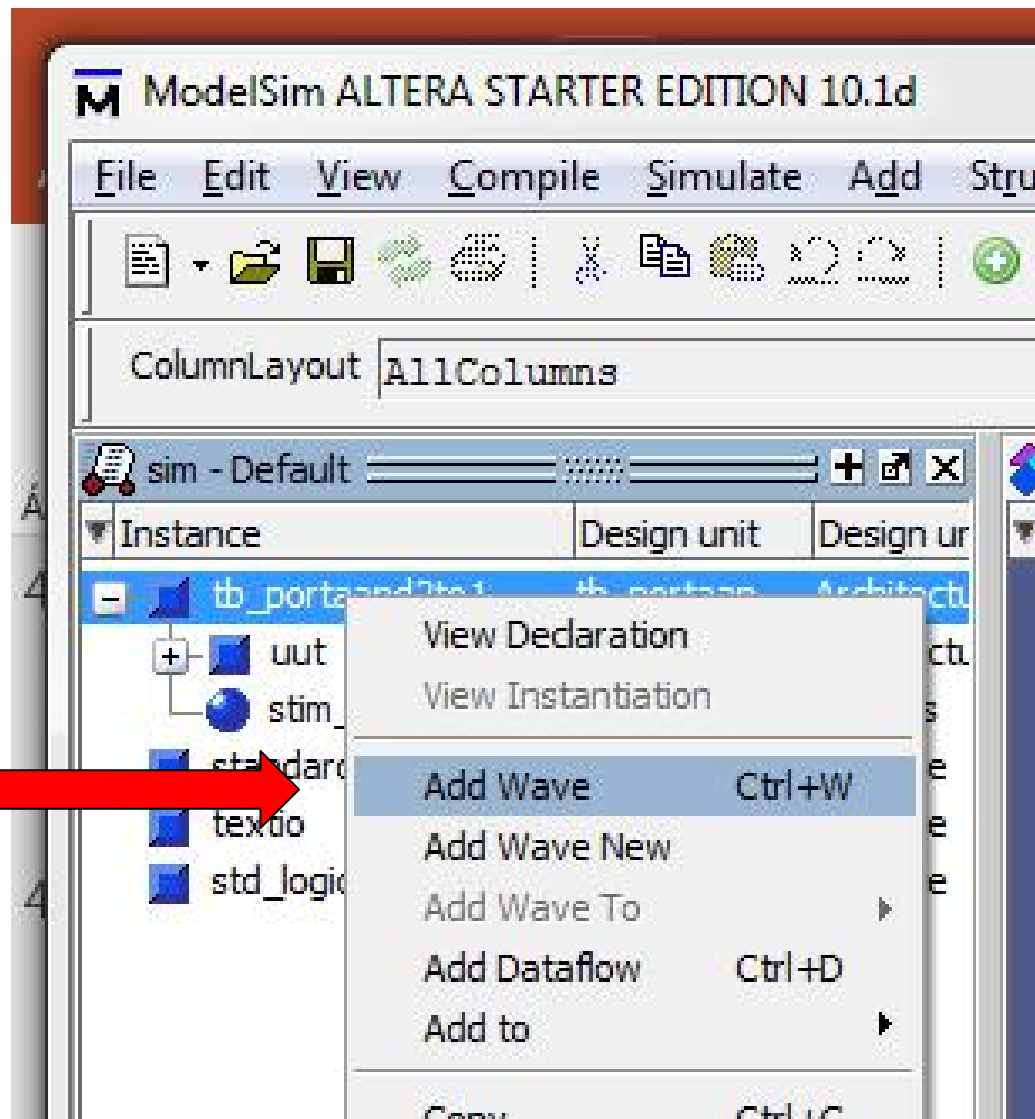 ModelSim ALTERA STARTER EDITION 10.1d
File Edit View Compile Simulate Add
ColumnLayout AllColumns
sim - Default
Instance Design unit Design
View Declaration
uut
View Instantiation
stim_
Add Wave Ctrl+W
textio
Add Wave New
Add Wave To
Add Dataflow Ctrl+D
Add to